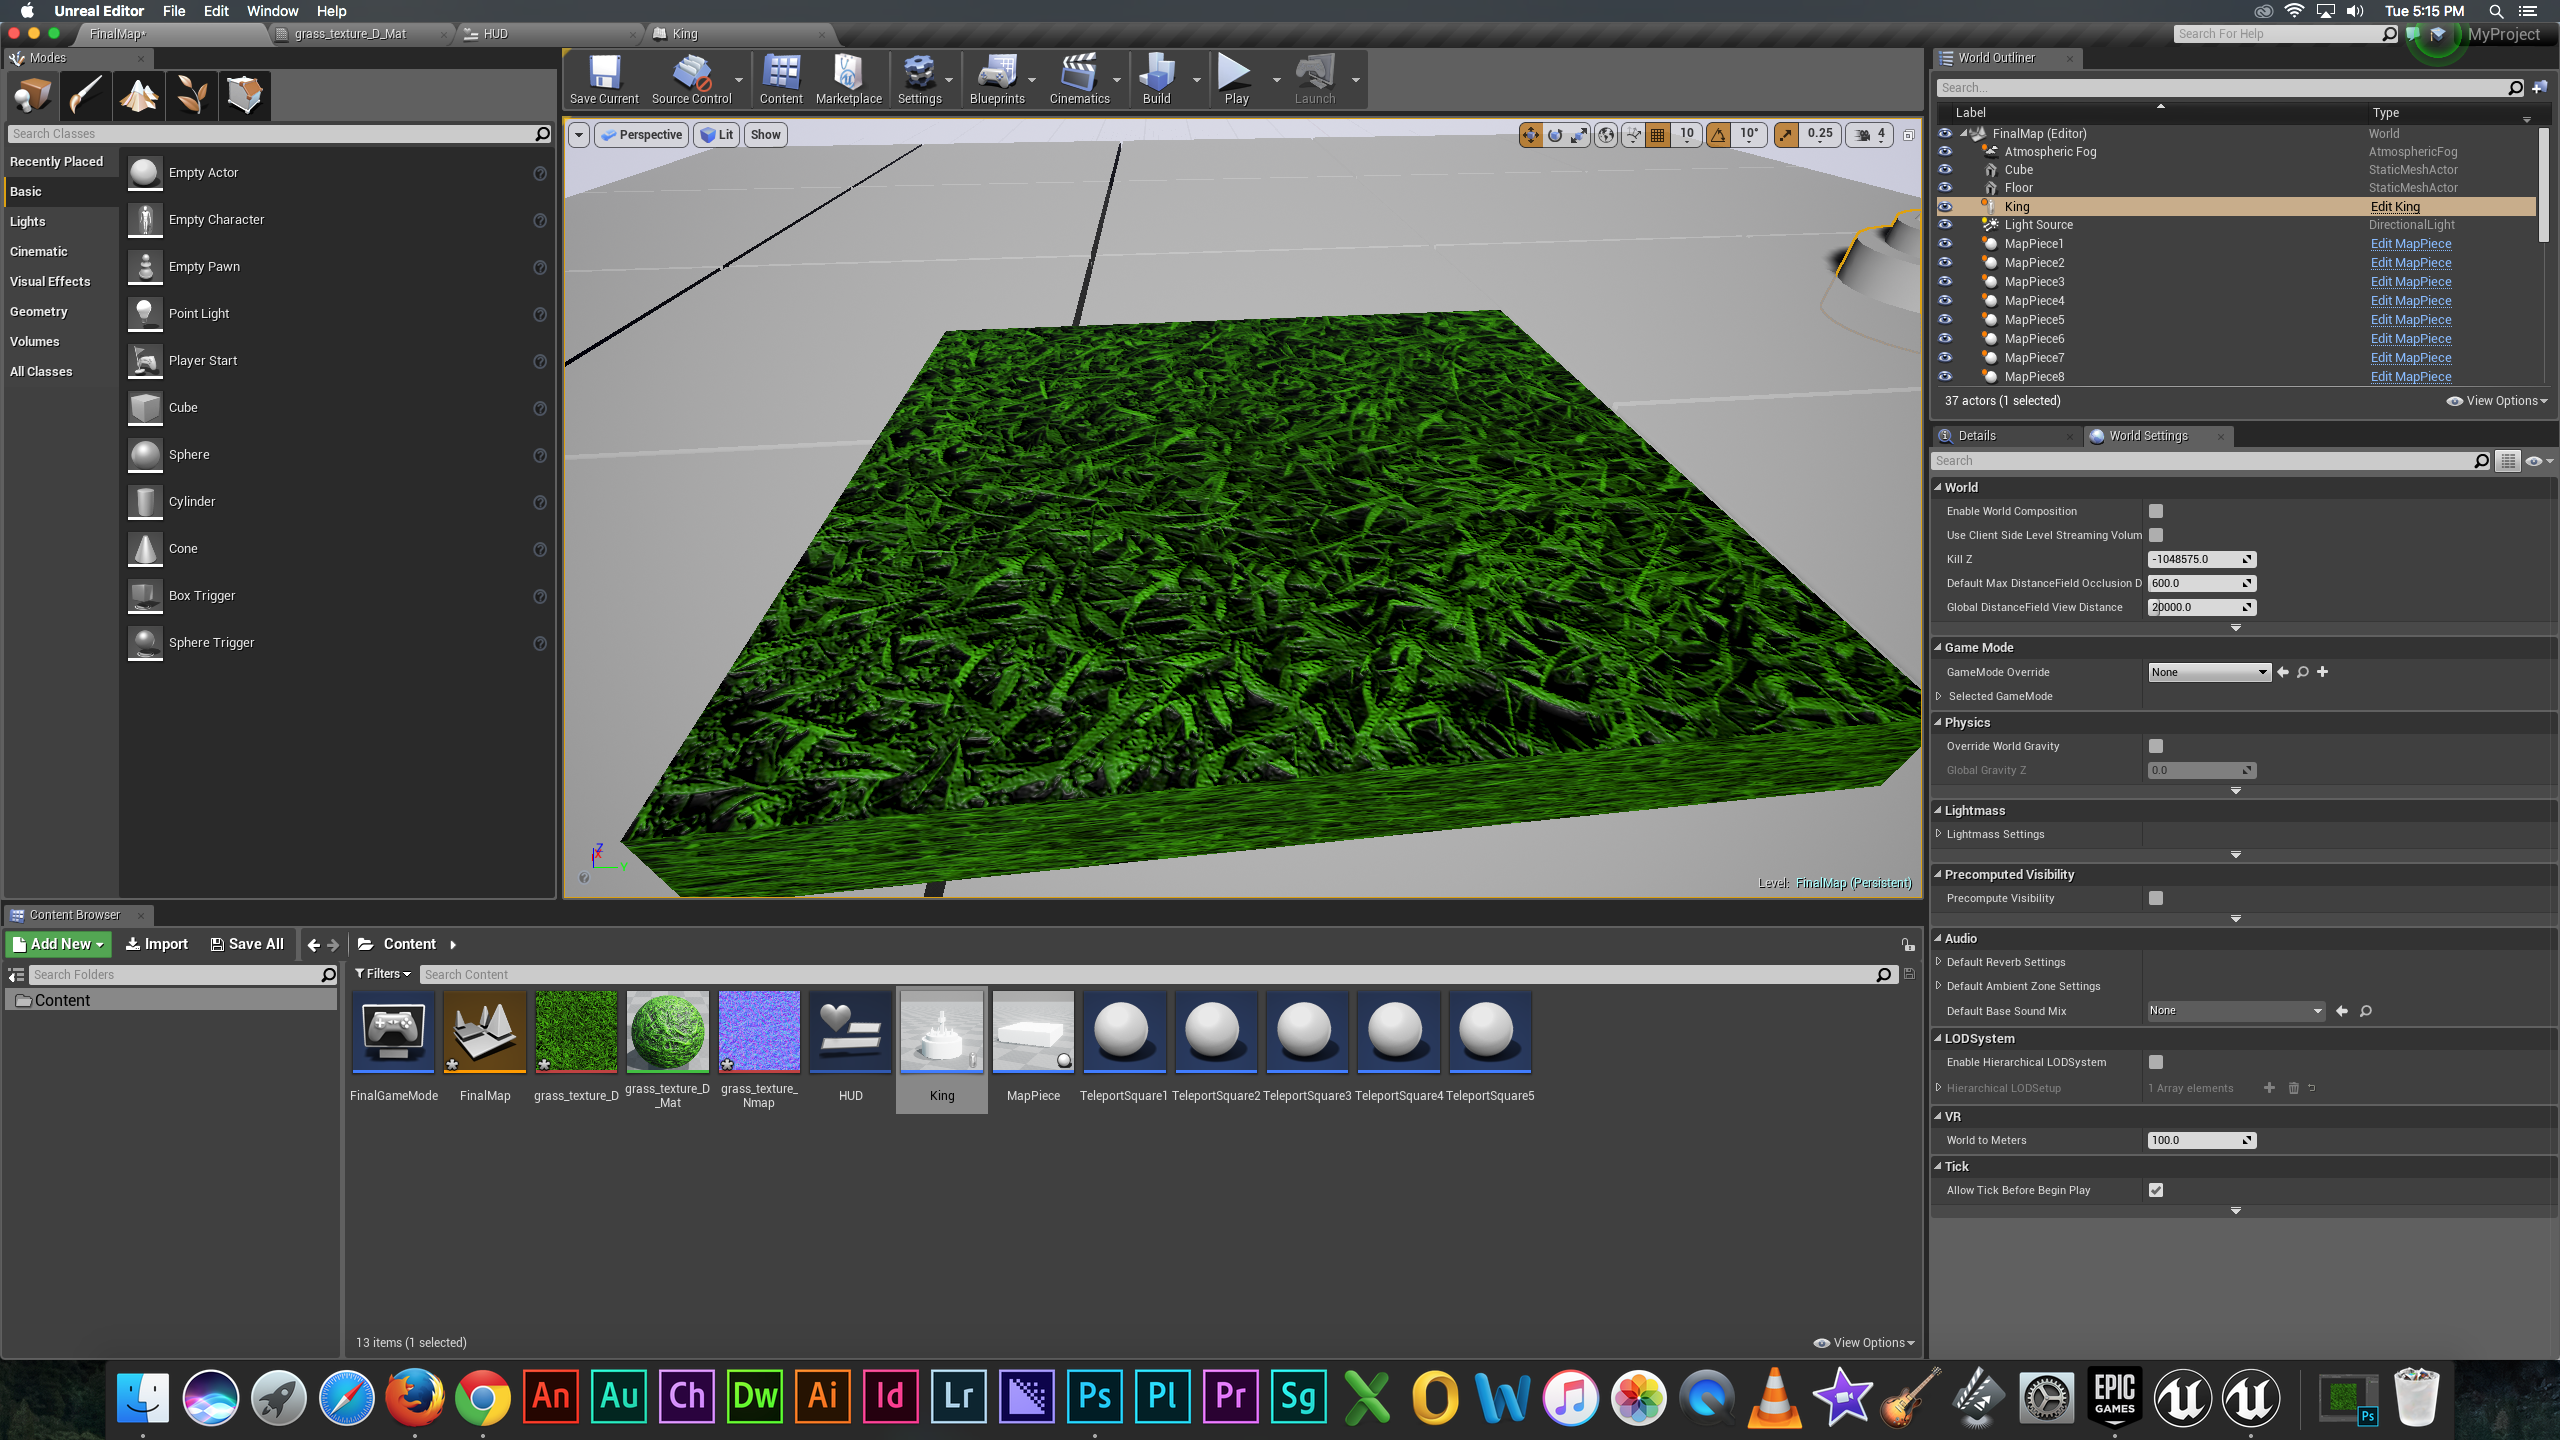 Unreal Editor File Edit Window Help
Tue 5:15 PM
FinalMap*
grass_texture_D_Mat
HUD
King
Search For Help
MyProject
Modes
Search Classes
Recently Placed
Basic
Lights
Cinematic
Visual Effects
Geometry
Volumes
All Classes
Empty Actor
Empty Character
Empty Pawn
Point Light
Player Start
Cube
Sphere
Cylinder
Cone
Box Trigger
Sphere Trigger
Save Current
Source Control
Content
Marketplace
Settings
Blueprints
Cinematics
Build
Play
Launch
Perspective
Lit
Show
10
10°
0.25
4
Z
X
Y
Level: FinalMap (Persistent)
World Outliner
Search...
Label Type
FinalMap (Editor) World
Atmospheric Fog AtmosphericFog
Cube StaticMeshActor
Floor StaticMeshActor
King Edit King
Light Source DirectionalLight
MapPiece1 Edit MapPiece
MapPiece2 Edit MapPiece
MapPiece3 Edit MapPiece
MapPiece4 Edit MapPiece
MapPiece5 Edit MapPiece
MapPiece6 Edit MapPiece
MapPiece7 Edit MapPiece
MapPiece8 Edit MapPiece
37 actors (1 selected)
View Options
Details
World Settings
Search
World
Enable World Composition
Use Client Side Level Streaming Volum
Kill Z -1048575.0
Default Max DistanceField Occlusion D 600.0
Global DistanceField View Distance 20000.0
Game Mode
GameMode Override None
Selected GameMode
Physics
Override World Gravity
Global Gravity Z 0.0
Lightmass
Lightmass Settings
Precomputed Visibility
Precompute Visibility
Audio
Default Reverb Settings
Default Ambient Zone Settings
Default Base Sound Mix None
LODSystem
Enable Hierarchical LODSystem
Hierarchical LODSetup 1 Array elements
VR
World to Meters 100.0
Tick
Allow Tick Before Begin Play
Content Browser
Add New
Import
Save All
Content
Search Folders
Content
Filters
Search Content
FinalGameMode
FinalMap
grass_texture_D
grass_texture_D
_Mat
grass_texture_
Nmap
HUD
King
MapPiece
TeleportSquare1
TeleportSquare2
TeleportSquare3
TeleportSquare4
TeleportSquare5
13 items (1 selected)
View Options
An
Au
Ch
Dw
Ai
Id
Lr
Ps
Pl
Pr
Sg
EPIC
GAMES
Ps